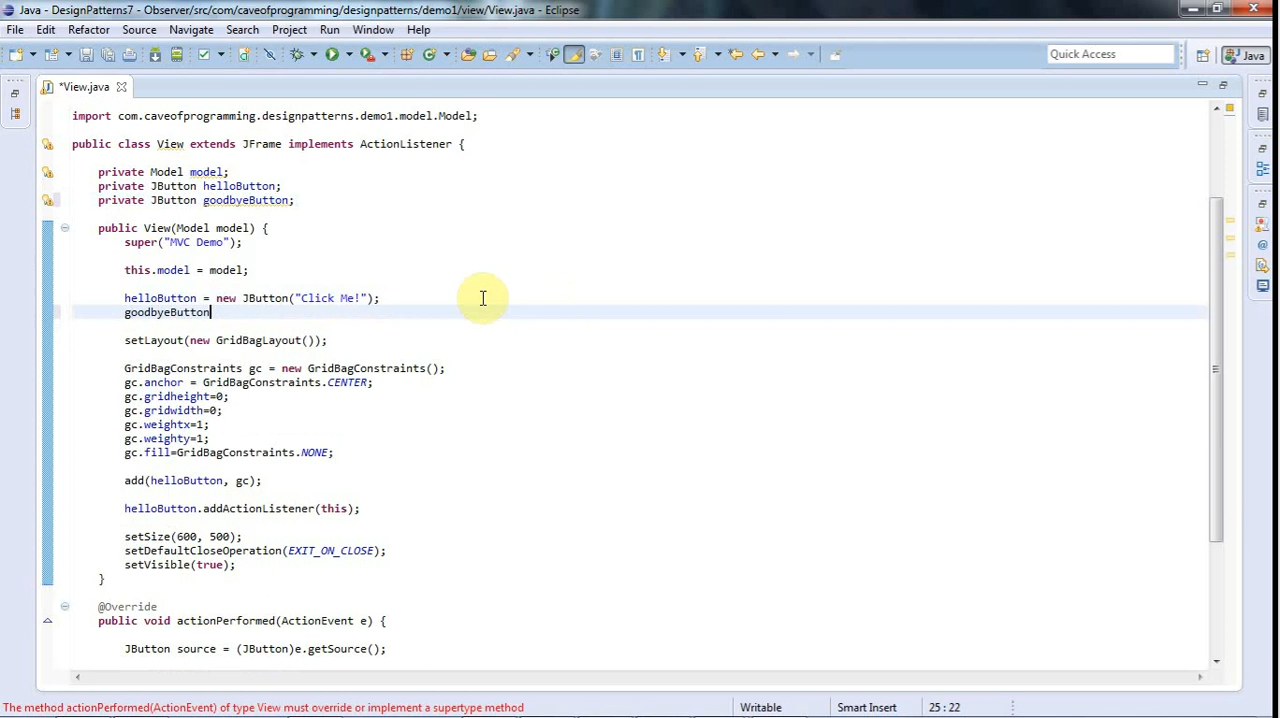 Java - DesignPatterns7 - Observer/src/com/caveofprogramming/designpatterns/demo1/view/View.java - Eclipse
File Edit Refactor Source Navigate Search Project Run Window Help
Quick Access
Java
*View.java
import com.caveofprogramming.designpatterns.demo1.model.Model;
public class View extends JFrame implements ActionListener {
private Model model;
private JButton helloButton;
private JButton goodbyeButton;
public View(Model model) {
super("MVC Demo");
this.model = model;
helloButton = new JButton("Click Me!");
goodbyeButton
setLayout(new GridBagLayout());
GridBagConstraints gc = new GridBagConstraints();
gc.anchor = GridBagConstraints.CENTER;
gc.gridheight=0;
gc.gridwidth=0;
gc.weightx=1;
gc.weighty=1;
gc.fill=GridBagConstraints.NONE;
add(helloButton, gc);
helloButton.addActionListener(this);
setSize(600, 500);
setDefaultCloseOperation(EXIT_ON_CLOSE);
setVisible(true);
}
@Override
public void actionPerformed(ActionEvent e) {
JButton source = (JButton)e.getSource();
The method actionPerformed(ActionEvent) of type View must override or implement a supertype method
Writable
Smart Insert
25 : 22